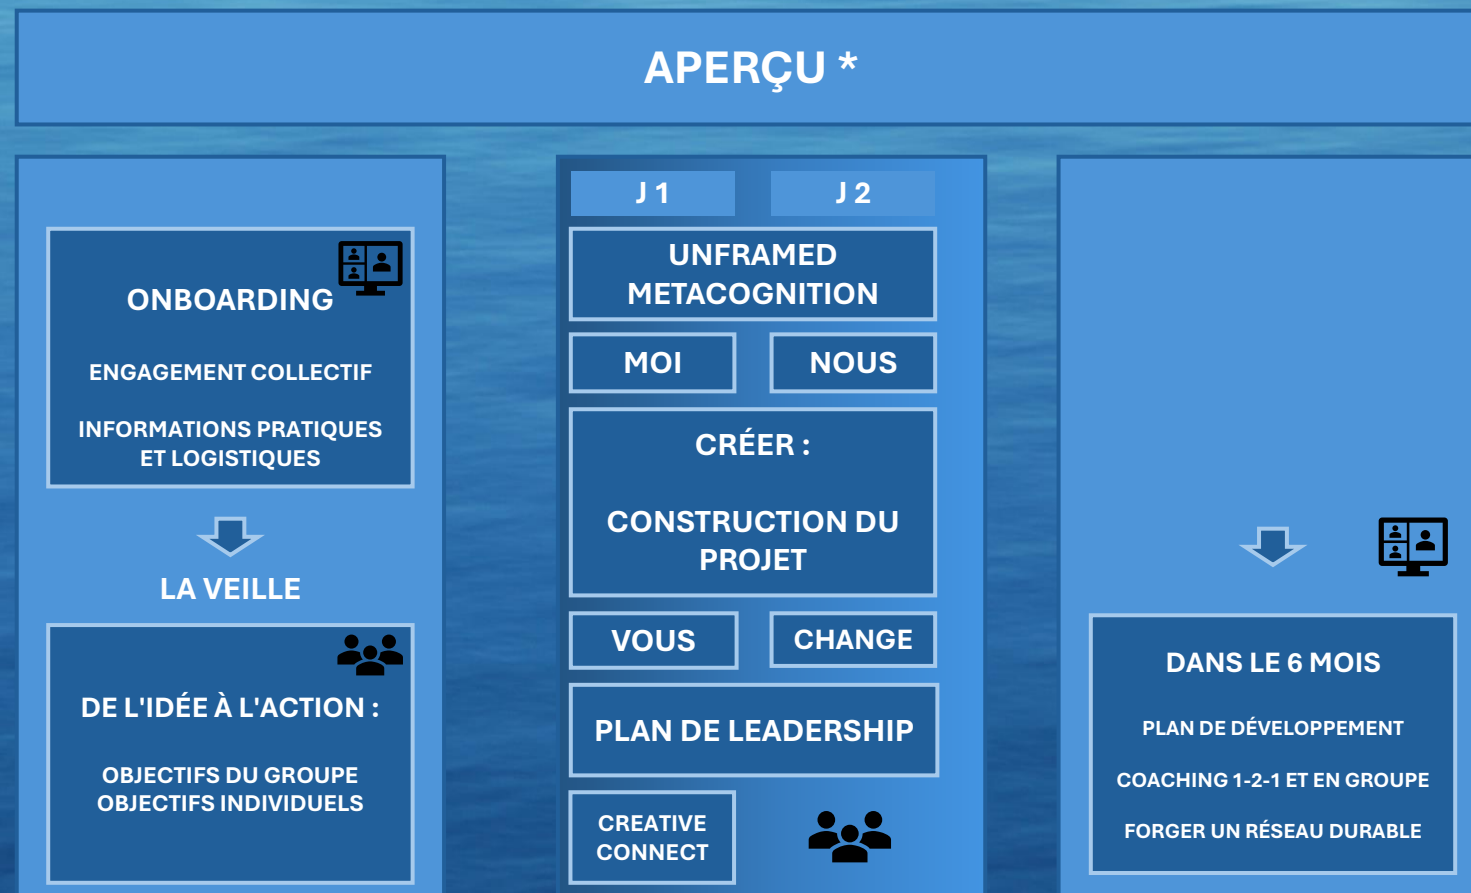 APERÇU *
ONBOARDING
ENGAGEMENT COLLECTIF
INFORMATIONS PRATIQUES
ET LOGISTIQUES
LA VEILLE
DE L'IDÉE À L'ACTION :
OBJECTIFS DU GROUPE
OBJECTIFS INDIVIDUELS
J 1
J 2
UNFRAMED
METACOGNITION
MOI
NOUS
CRÉER :
CONSTRUCTION DU
PROJET
VOUS
CHANGE
PLAN DE LEADERSHIP
CREATIVE
CONNECT
DANS LE 6 MOIS
PLAN DE DÉVELOPPEMENT
COACHING 1-2-1 ET EN GROUPE
FORGER UN RÉSEAU DURABLE